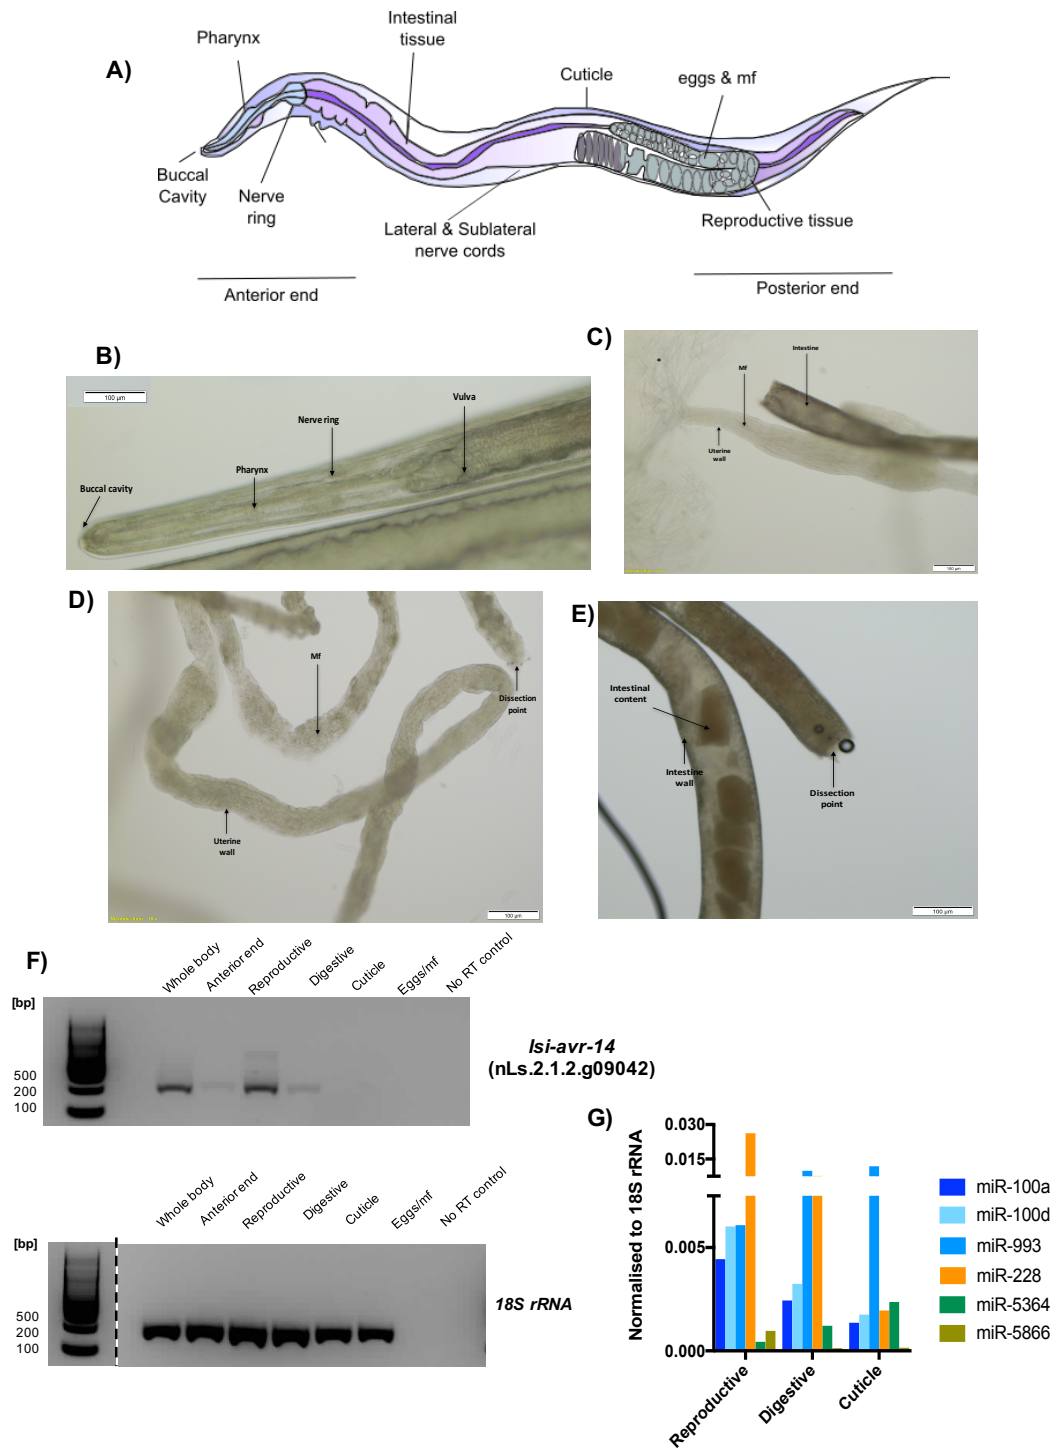 A)
Pharynx
Intestinal
tissue
Cuticle
eggs & mf
Buccal
Cavity
Nerve
ring
Lateral & Sublateral
nerve cords
Reproductive tissue
Anterior end
Posterior end
B)
100 µm
Buccal cavity
Pharynx
Nerve ring
Vulva
C)
Intestine
Mf
Uterine
wall
100 µm
D)
Mf
Dissection
point
Uterine
wall
100 µm
E)
Intestinal
content
Intestine
wall
Dissection
point
100 µm
F)
Whole body
Anterior end
Reproductive
Digestive
Cuticle
Eggs/mf
No RT control
[bp]
500
200
100
lsi-avr-14
(nLs.2.1.2.g09042)
Whole body
Anterior end
Reproductive
Digestive
Cuticle
Eggs/mf
No RT control
[bp]
500
200
100
18S rRNA
G)
Normalised to 18S rRNA
0.030
0.015
0.005
0.000
Reproductive
Digestive
Cuticle
miR-100a
miR-100d
miR-993
miR-228
miR-5364
miR-5866